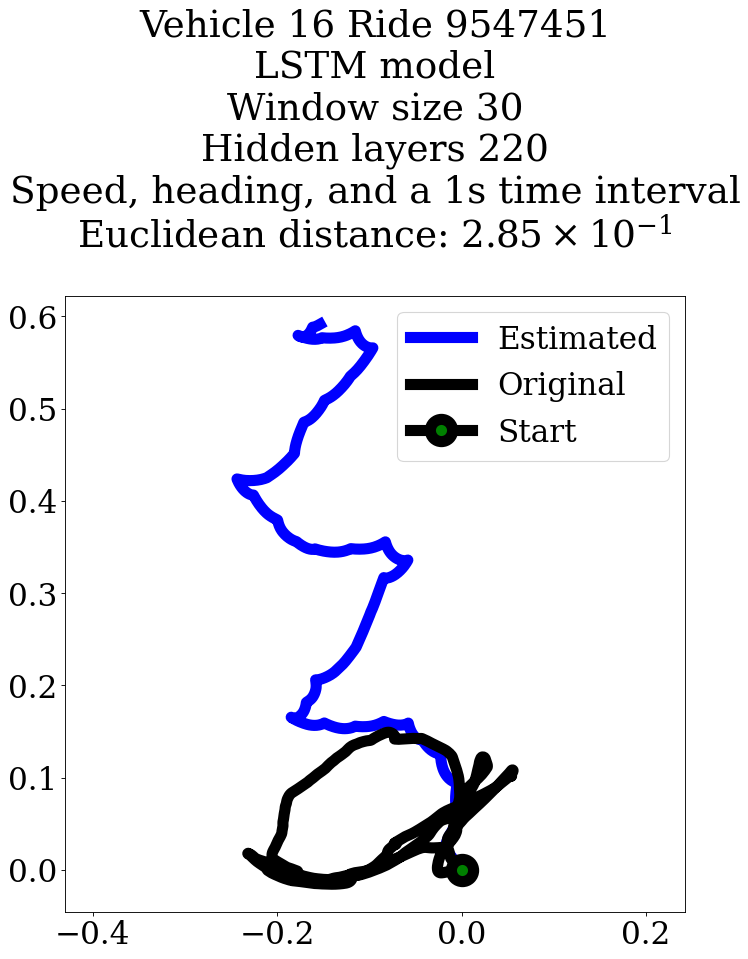 Vehicle 16 Ride 9547451
LSTM model
Window size 30
Hidden layers 220
Speed, heading, and a 1s time interval
Euclidean distance: 2.85 × 10⁻¹
0.6
0.5
0.4
0.3
0.2
0.1
0.0
Estimated
Original
Start
−0.4 −0.2 0.0 0.2